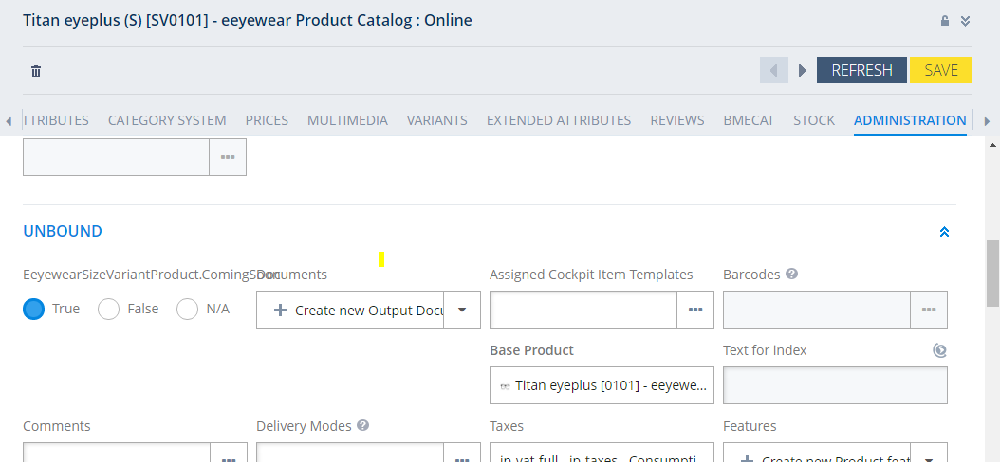 Titan eyeplus (S) [SV0101] - eeyewear Product Catalog : Online
REFRESH SAVE
TTRIBUTES CATEGORY SYSTEM PRICES MULTIMEDIA VARIANTS EXTENDED ATTRIBUTES REVIEWS BMECAT STOCK ADMINISTRATION
UNBOUND
EeyewearSizeVariantProduct.ComingSoon Documents Assigned Cockpit Item Templates Barcodes
True False N/A Create new Output Docu
Base Product Text for index
Titan eyeplus [0101] - eeyewe...
Comments Delivery Modes Taxes Features
jp-vat-full - jp-taxes - Consumpti... Create new Product feat